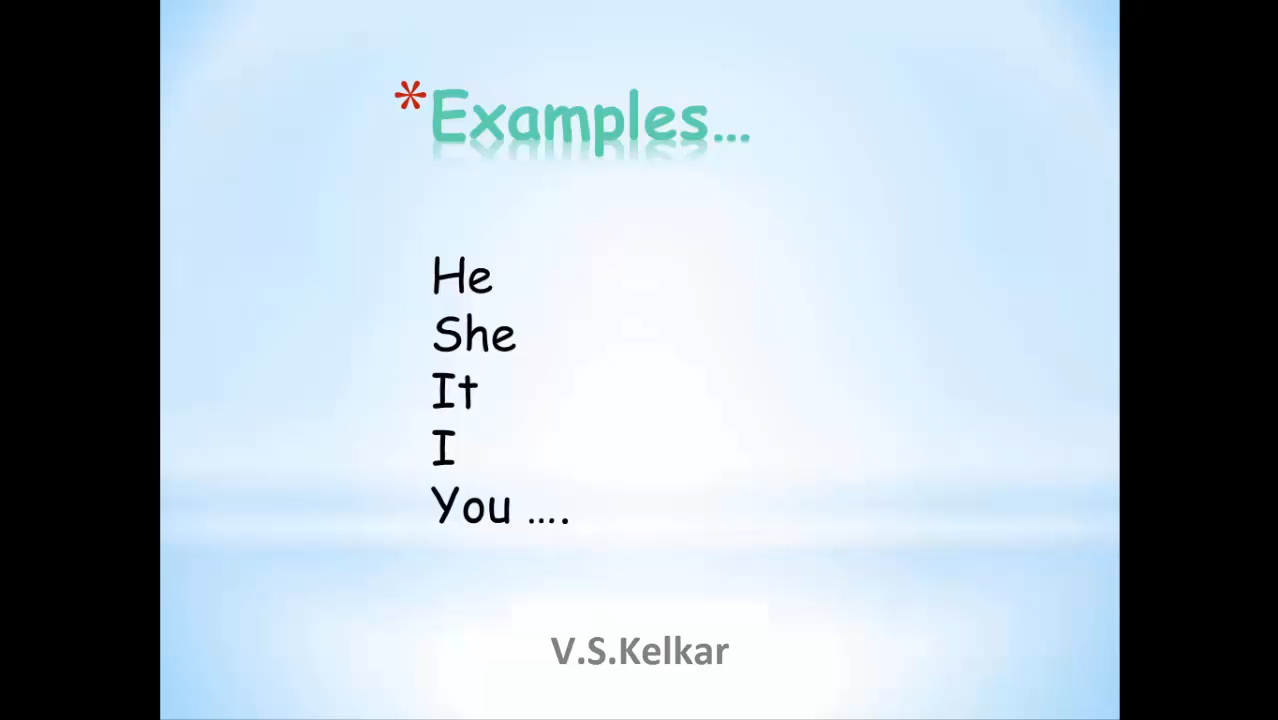 *Examples…
He
She
It
I
You ….
V.S.Kelkar